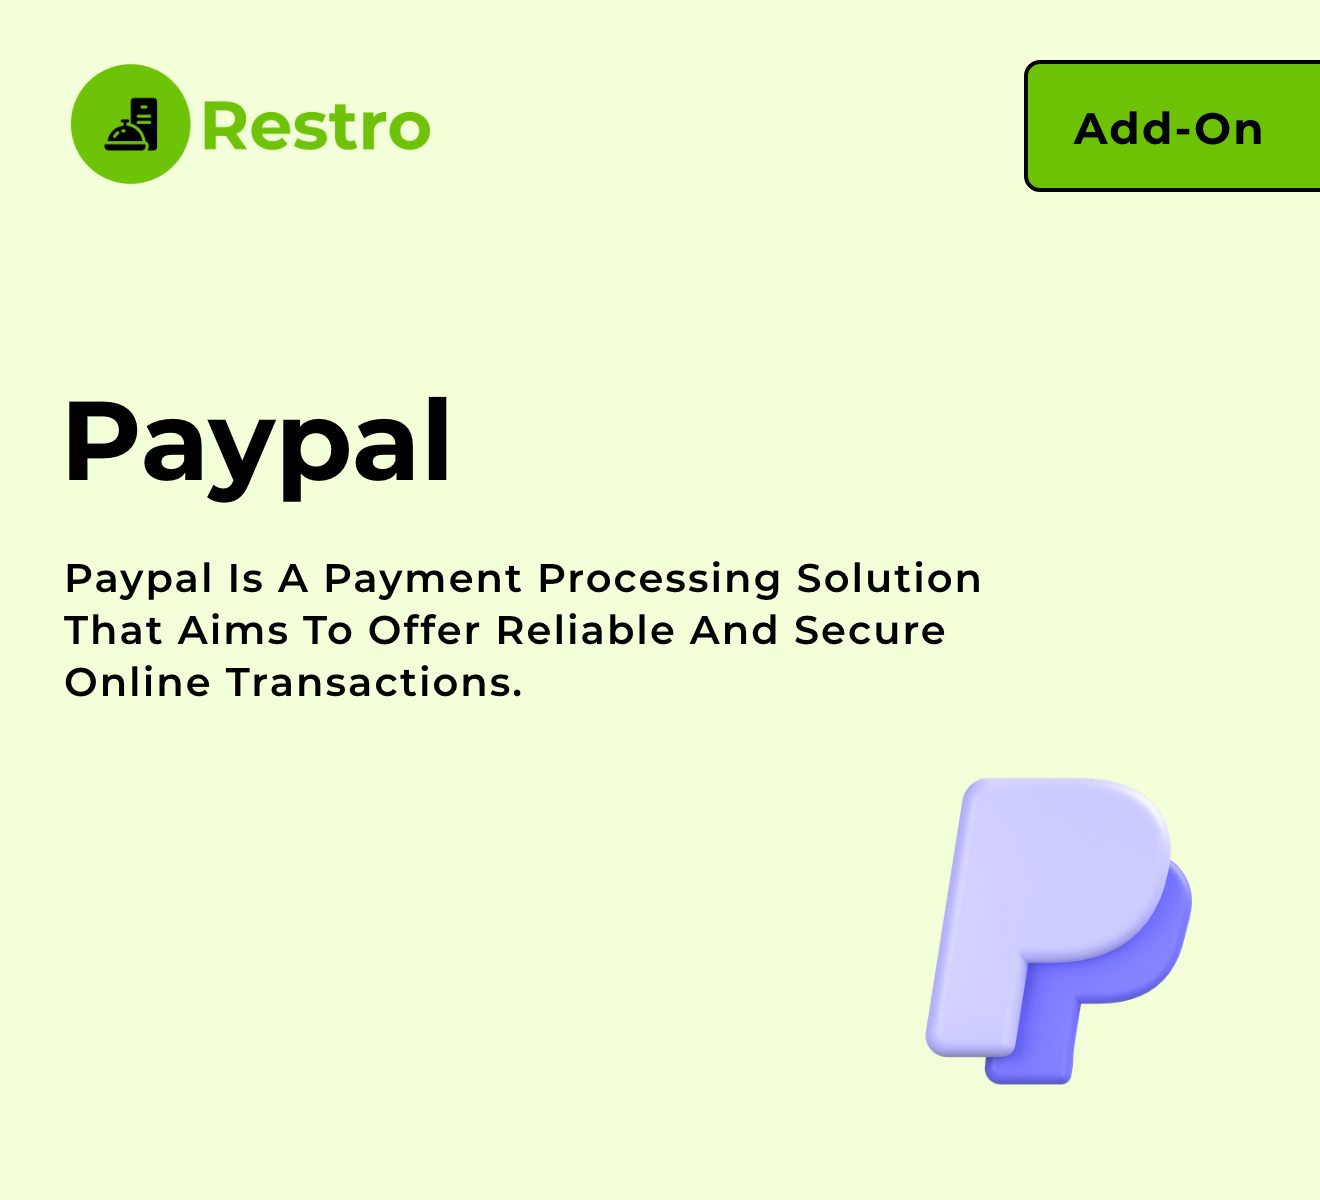 Restro
Add-On
Paypal
Paypal Is A Payment Processing Solution
That Aims To Offer Reliable And Secure
Online Transactions.